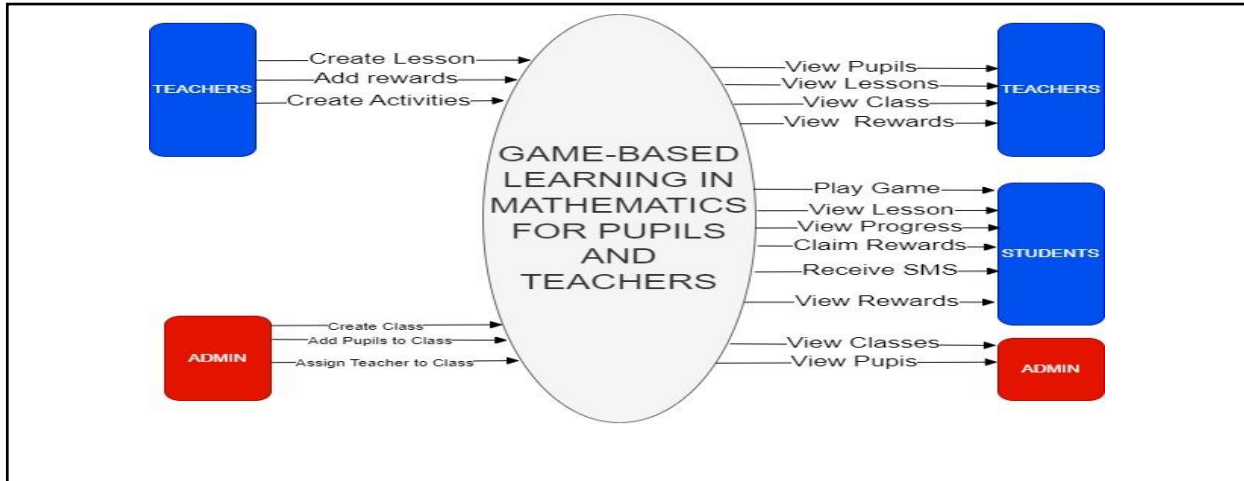 TEACHERS
Create Lesson
Add rewards
Create Activities
ADMIN
Create Class
Add Pupils to Class
Assign Teacher to Class
GAME-BASED
LEARNING IN
MATHEMATICS
FOR PUPILS
AND
TEACHERS
View Pupils
View Lessons
View Class
View Rewards
TEACHERS
Play Game
View Lesson
View Progress
Claim Rewards
Receive SMS
View Rewards
STUDENTS
View Classes
View Pupis
ADMIN